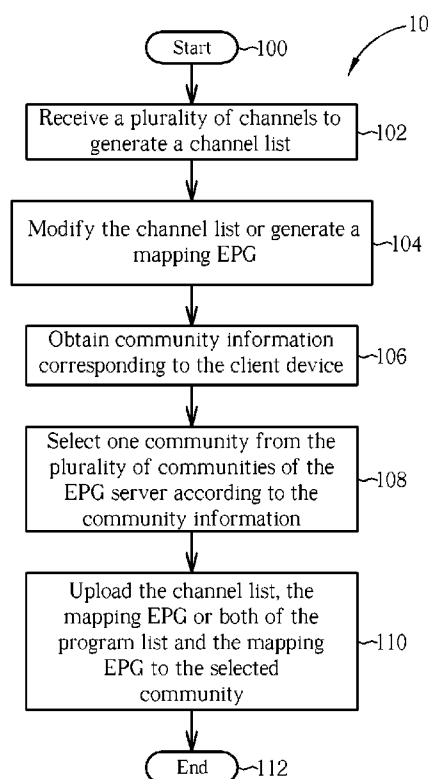 10
Start
100
Receive a plurality of channels to
generate a channel list
102
Modify the channel list or generate a
mapping EPG
104
Obtain community information
corresponding to the client device
106
Select one community from the
plurality of communities of the
EPG server according to the
community information
108
Upload the channel list, the
mapping EPG or both of the
program list and the mapping
EPG to the selected
community
110
End
112